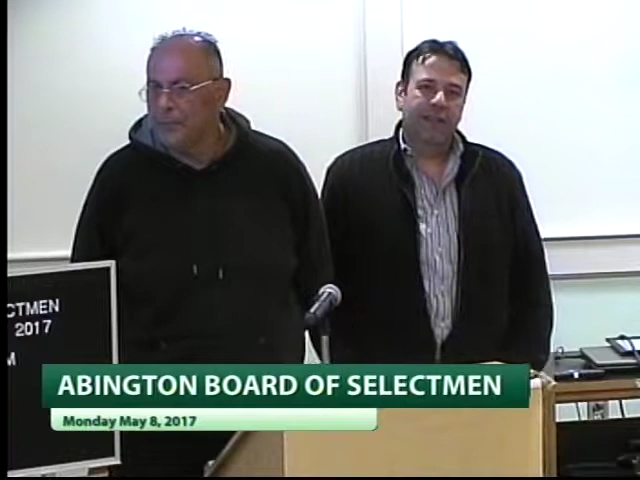 CTMEN
2017
M
ABINGTON BOARD OF SELECTMEN
Monday May 8, 2017